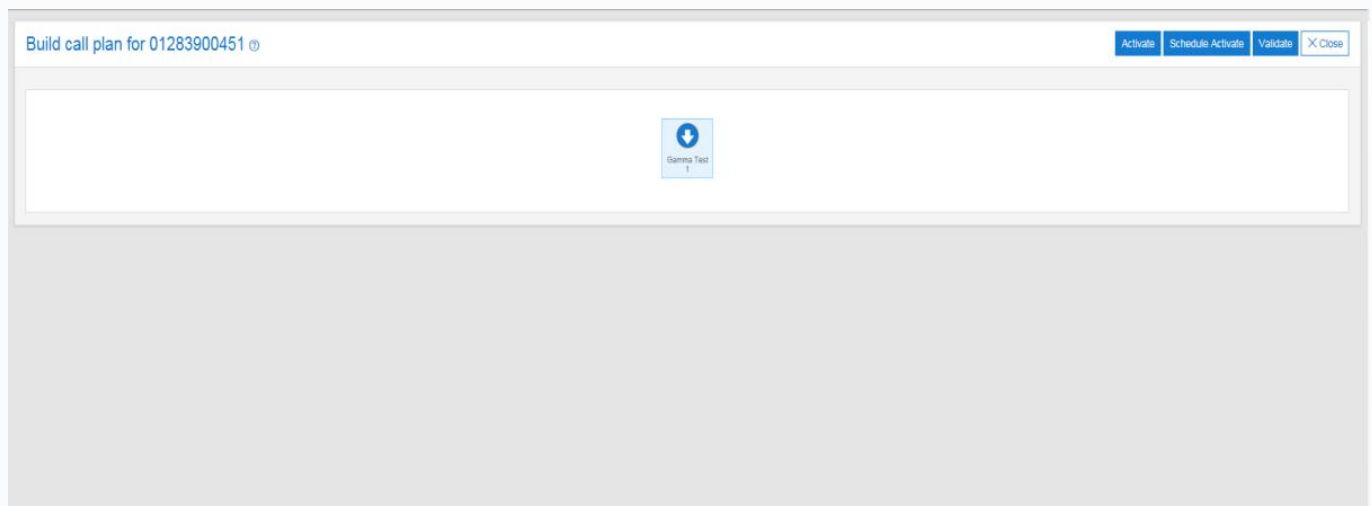 Build call plan for 01283900451 ?
Activate Schedule Activate Validate X Close
Gamma Test
1